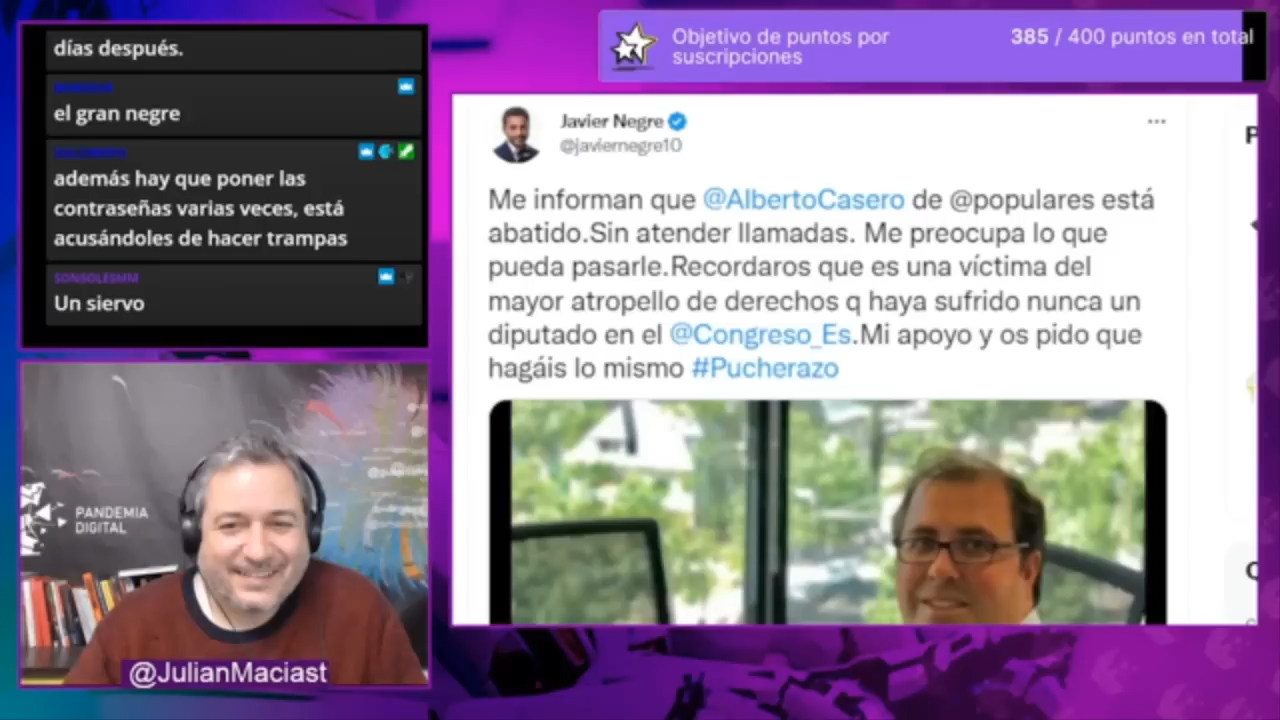 días después.
el gran negre
además hay que poner las
contraseñas varias veces, está
acusándoles de hacer trampas
SONSOLESMM
Un siervo
Objetivo de puntos por
suscripciones
385 / 400 puntos en total
Javier Negre
@javiernegre10
Me informan que @AlbertoCasero de @populares está
abatido.Sin atender llamadas. Me preocupa lo que
pueda pasarle.Recordaros que es una víctima del
mayor atropello de derechos q haya sufrido nunca un
diputado en el @Congreso_Es.Mi apoyo y os pido que
hagáis lo mismo #Pucherazo
PANDEMIA
DIGITAL
@JulianMaciast